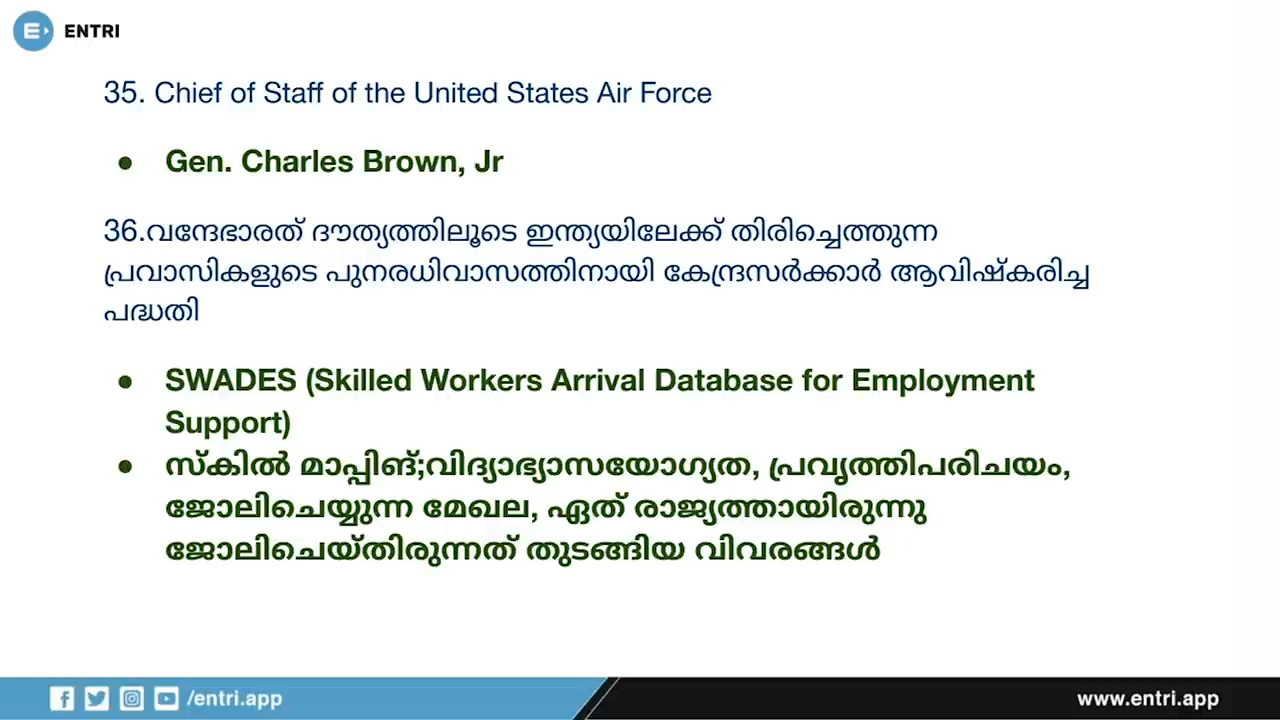 ENTRI
35. Chief of Staff of the United States Air Force
● Gen. Charles Brown, Jr
36.വന്ദേഭാരത് ദൗത്യത്തിലൂടെ ഇന്ത്യയിലേക്ക് തിരിച്ചെത്തുന്ന
പ്രവാസികളുടെ പുനരധിവാസത്തിനായി കേന്ദ്രസർക്കാർ ആവിഷ്കരിച്ച
പദ്ധതി
● SWADES (Skilled Workers Arrival Database for Employment
Support)
● സ്കിൽ മാപ്പിങ്;വിദ്യാഭ്യാസയോഗ്യത, പ്രവൃത്തിപരിചയം,
ജോലിചെയ്യുന്ന മേഖല, ഏത് രാജ്യത്തായിരുന്നു
ജോലിചെയ്തിരുന്നത് തുടങ്ങിയ വിവരങ്ങൾ
/entri.app
www.entri.app